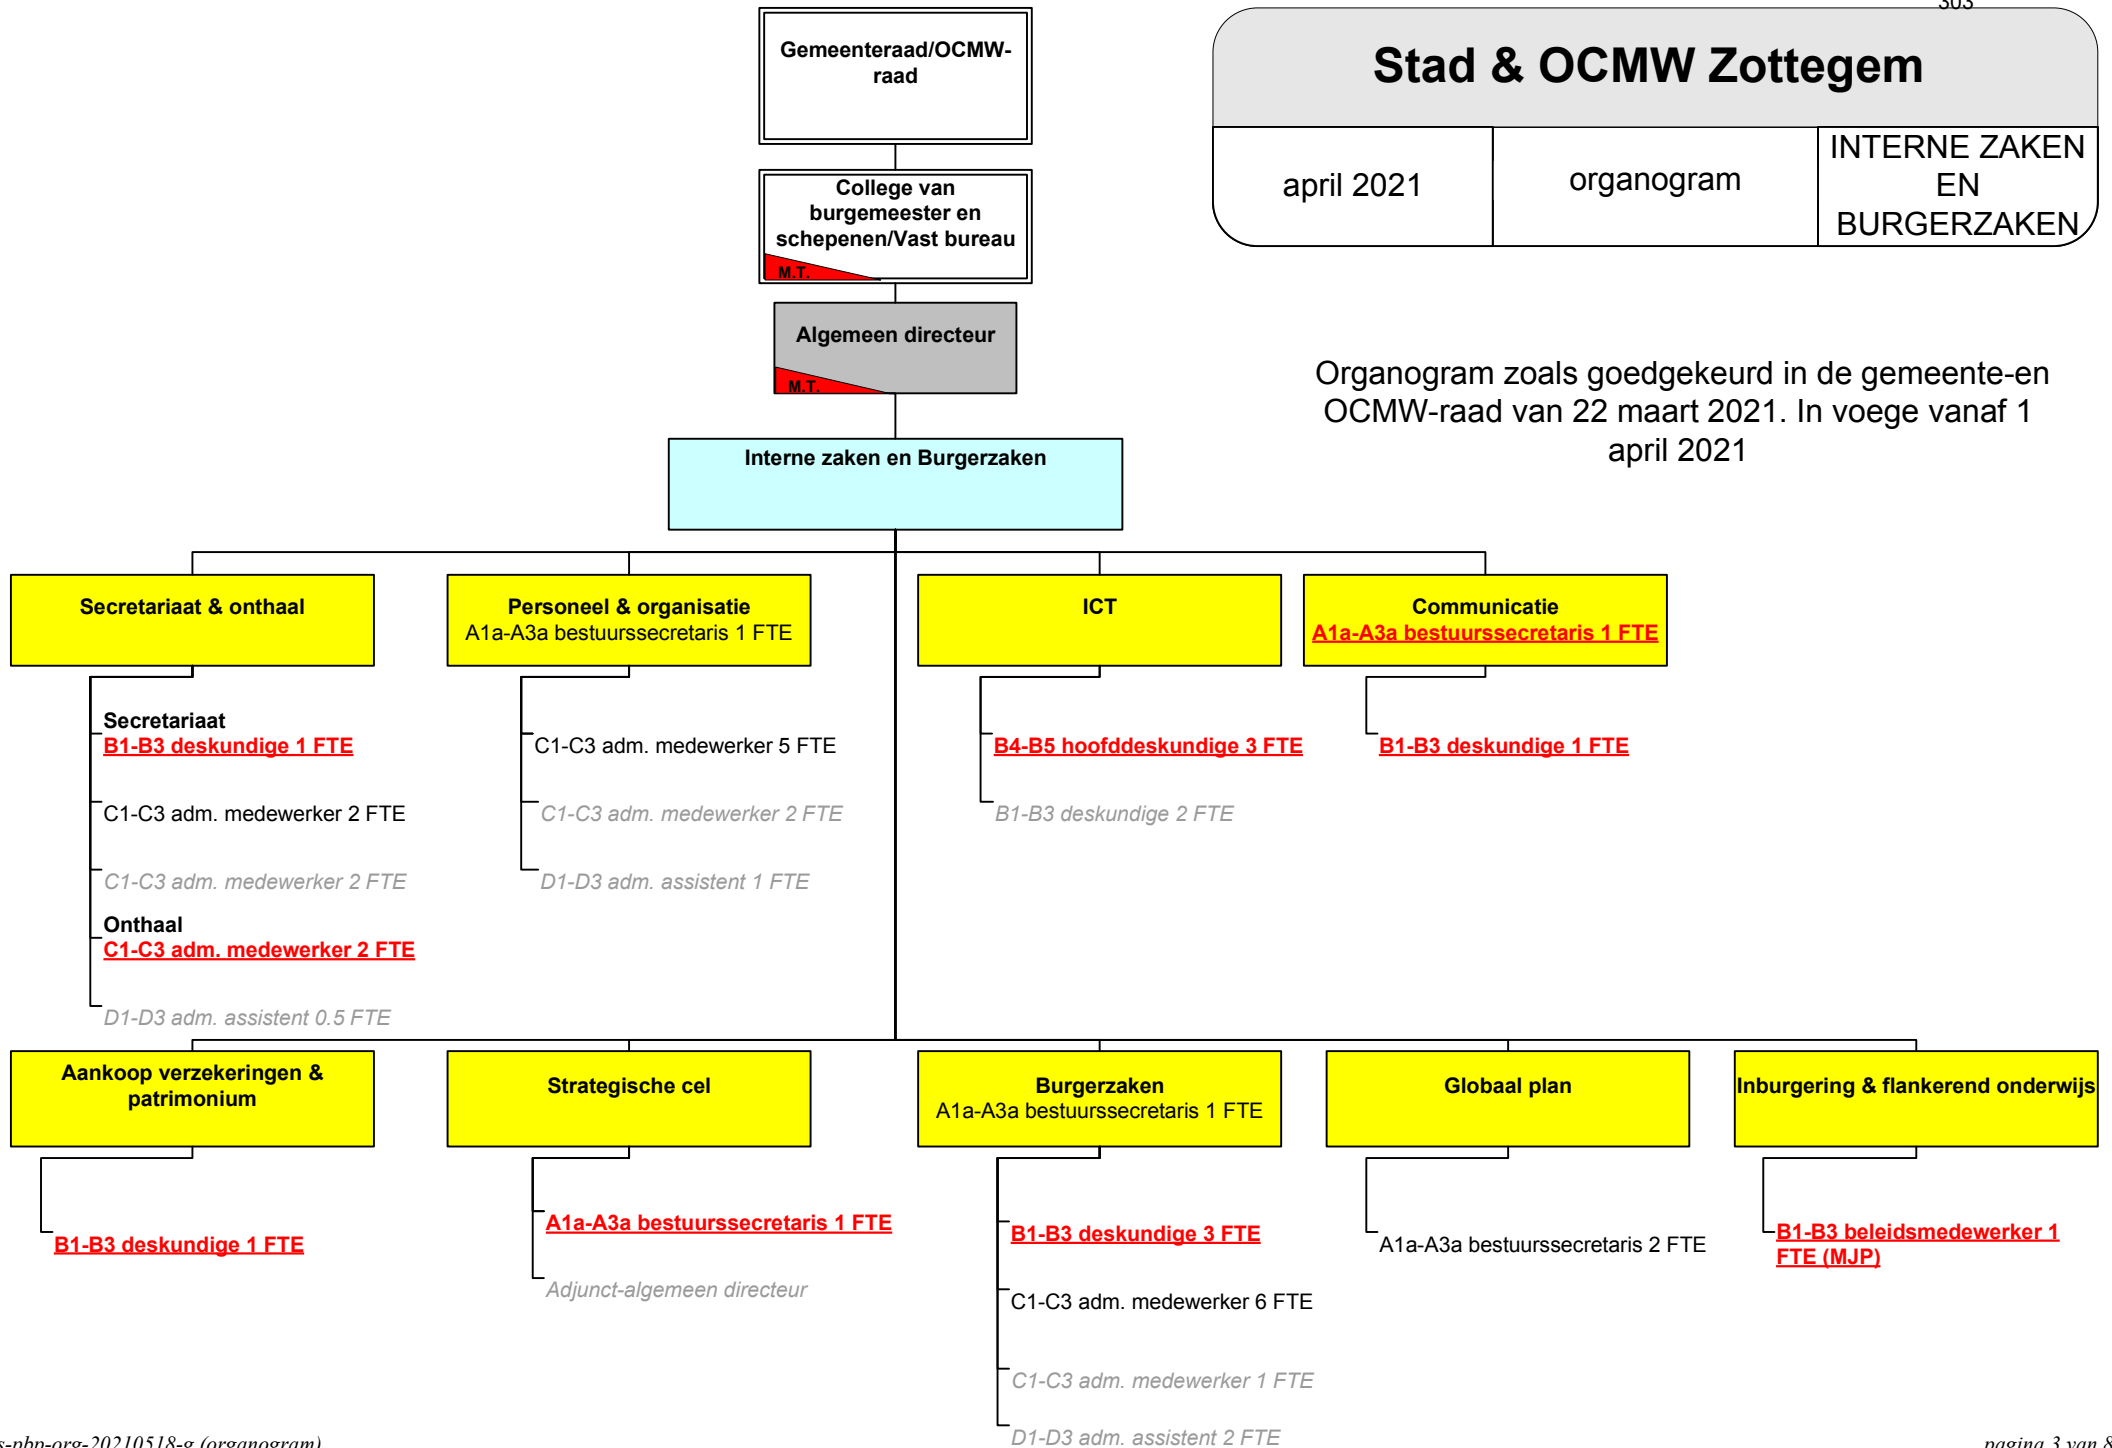 303
Stad & OCMW Zottegem
april 2021
organogram
INTERNE ZAKEN
EN
BURGERZAKEN
Gemeenteraad/OCMW-
raad
College van
burgemeester en
schepenen/Vast bureau
M.T.
Algemeen directeur
M.T.
Organogram zoals goedgekeurd in de gemeente-en
OCMW-raad van 22 maart 2021. In voege vanaf 1
april 2021
Interne zaken en Burgerzaken
Secretariaat & onthaal
Secretariaat
B1-B3 deskundige 1 FTE
C1-C3 adm. medewerker 2 FTE
C1-C3 adm. medewerker 2 FTE
Onthaal
C1-C3 adm. medewerker 2 FTE
D1-D3 adm. assistent 0.5 FTE
Personeel & organisatie
A1a-A3a bestuurssecretaris 1 FTE
C1-C3 adm. medewerker 5 FTE
C1-C3 adm. medewerker 2 FTE
D1-D3 adm. assistent 1 FTE
ICT
B4-B5 hoofddeskundige 3 FTE
B1-B3 deskundige 2 FTE
Communicatie
A1a-A3a bestuurssecretaris 1 FTE
B1-B3 deskundige 1 FTE
Aankoop verzekeringen &
patrimonium
B1-B3 deskundige 1 FTE
Strategische cel
A1a-A3a bestuurssecretaris 1 FTE
Adjunct-algemeen directeur
Burgerzaken
A1a-A3a bestuurssecretaris 1 FTE
B1-B3 deskundige 3 FTE
C1-C3 adm. medewerker 6 FTE
C1-C3 adm. medewerker 1 FTE
D1-D3 adm. assistent 2 FTE
Globaal plan
A1a-A3a bestuurssecretaris 2 FTE
Inburgering & flankerend onderwijs
B1-B3 beleidsmedewerker 1
FTE (MJP)
s-pbp-org-20210518-g (organogram)
pagina 3 van 8